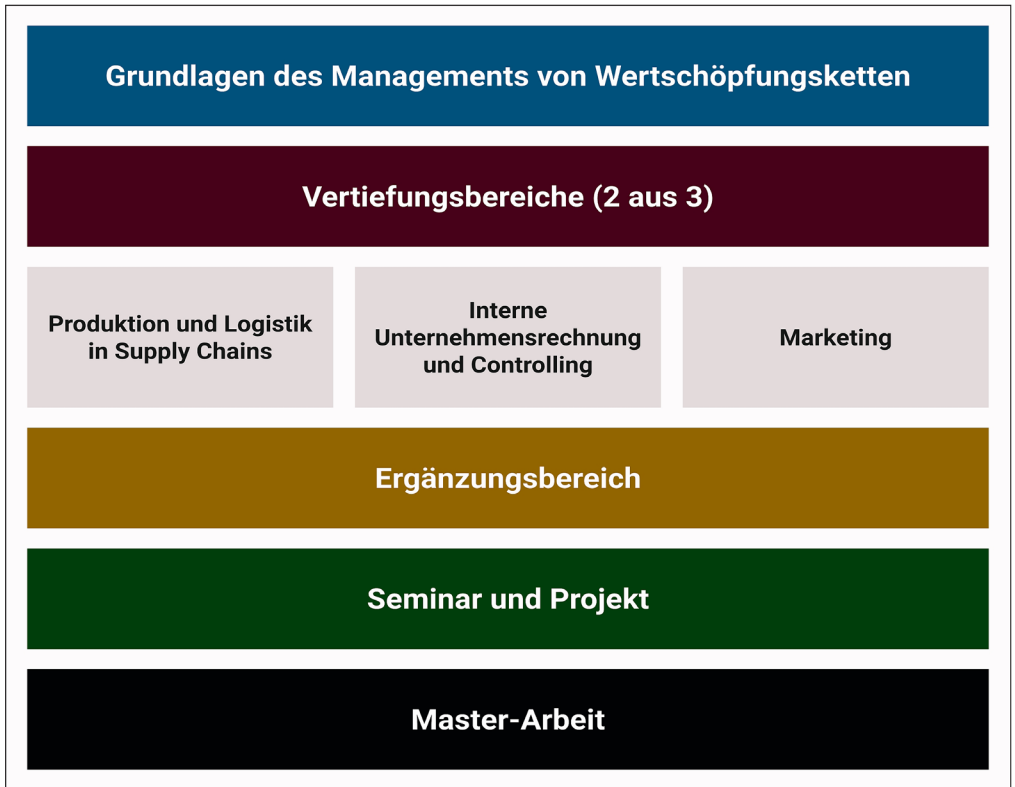 Grundlagen des Managements von Wertschöpfungsketten
Vertiefungsbereiche (2 aus 3)
Produktion und Logistik
in Supply Chains
Interne
Unternehmensrechnung
und Controlling
Marketing
Ergänzungsbereich
Seminar und Projekt
Master-Arbeit